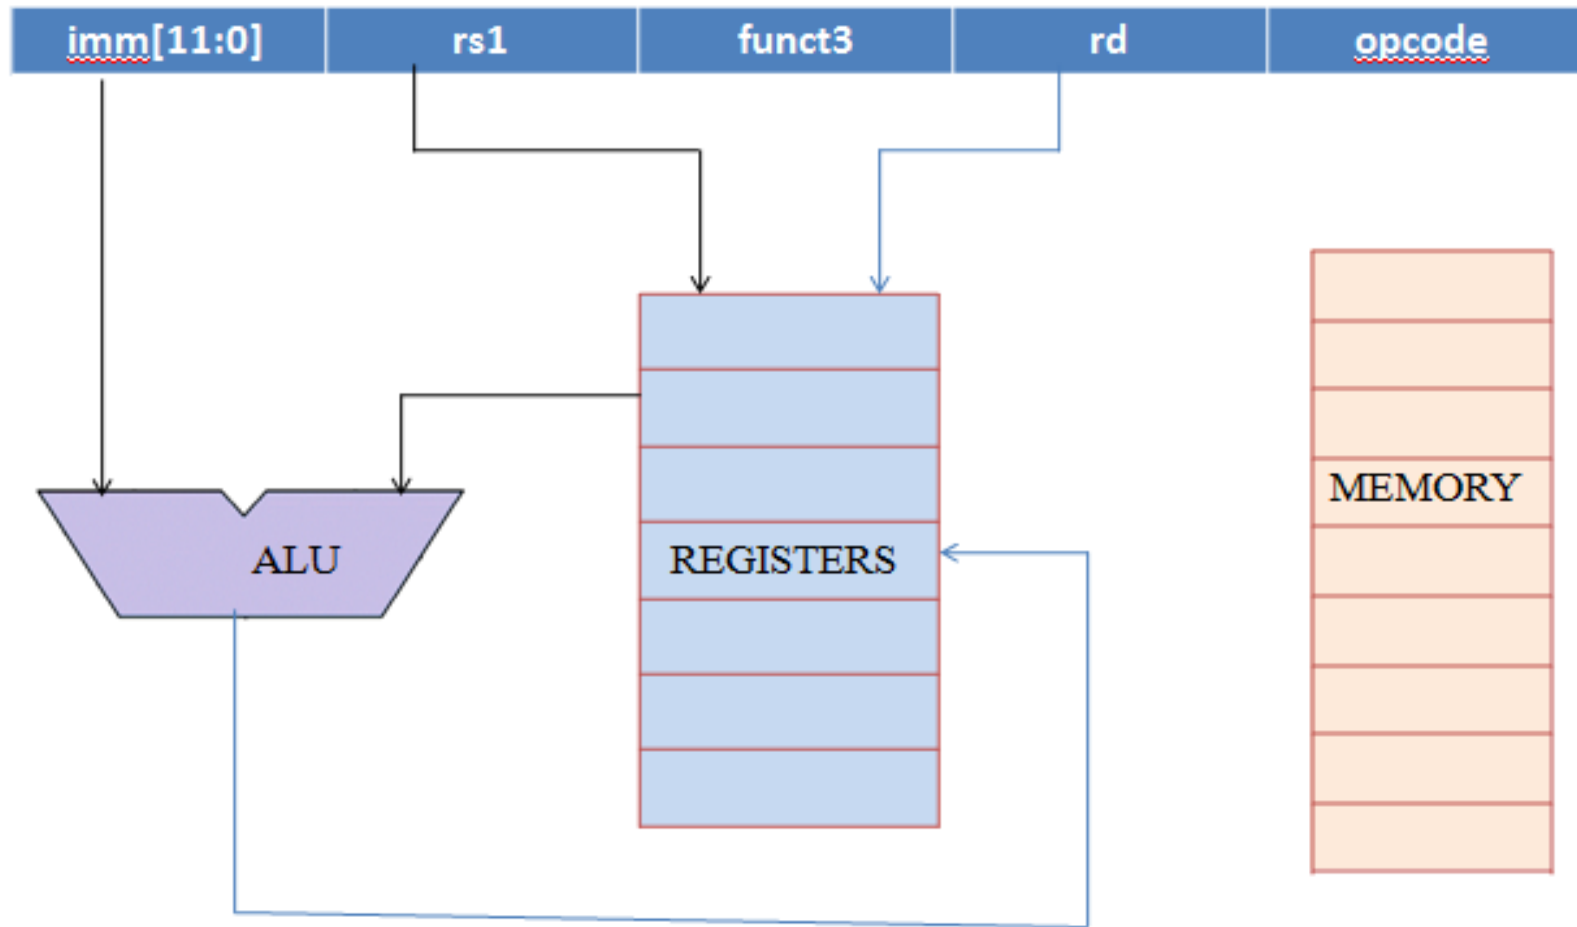 imm[11:0] rs1 funct3 rd opcode
MEMORY
ALU REGISTERS